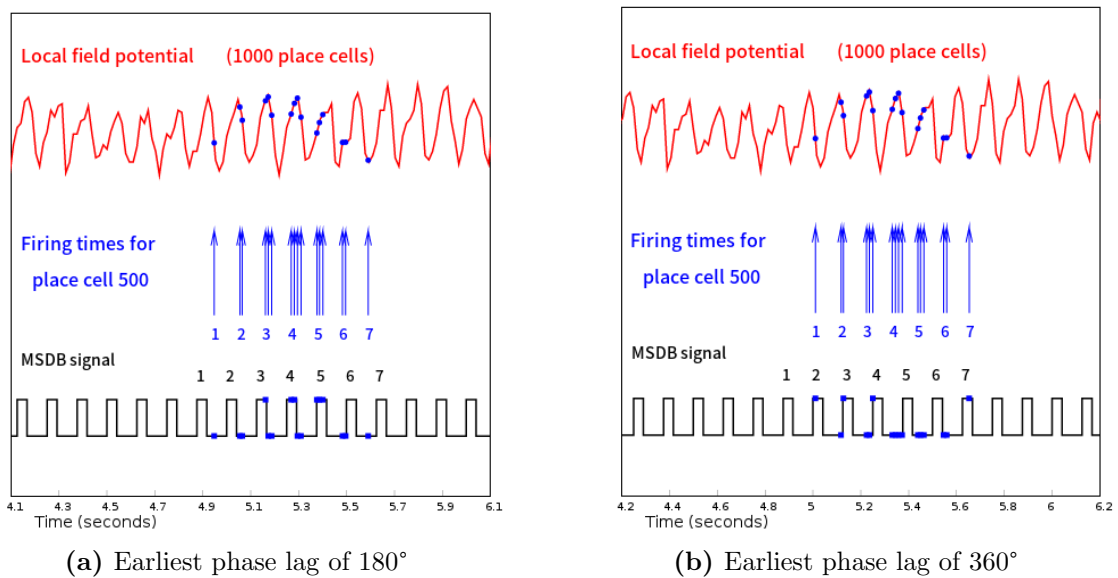 Local field potential (1000 place cells)
Firing times for
place cell 500
1 2 3 4 5 6 7
MSDB signal
1 2 3 4 5 6 7
4.1 4.3 4.5 4.7 4.9 5.1 5.3 5.5 5.7 5.9 6.1
Time (seconds)
(a) Earliest phase lag of 180°
Local field potential (1000 place cells)
Firing times for
place cell 500
1 2 3 4 5 6 7
MSDB signal
1 2 3 4 5 6 7
4.2 4.4 4.6 4.8 5 5.2 5.4 5.6 5.8 6 6.2
Time (seconds)
(b) Earliest phase lag of 360°